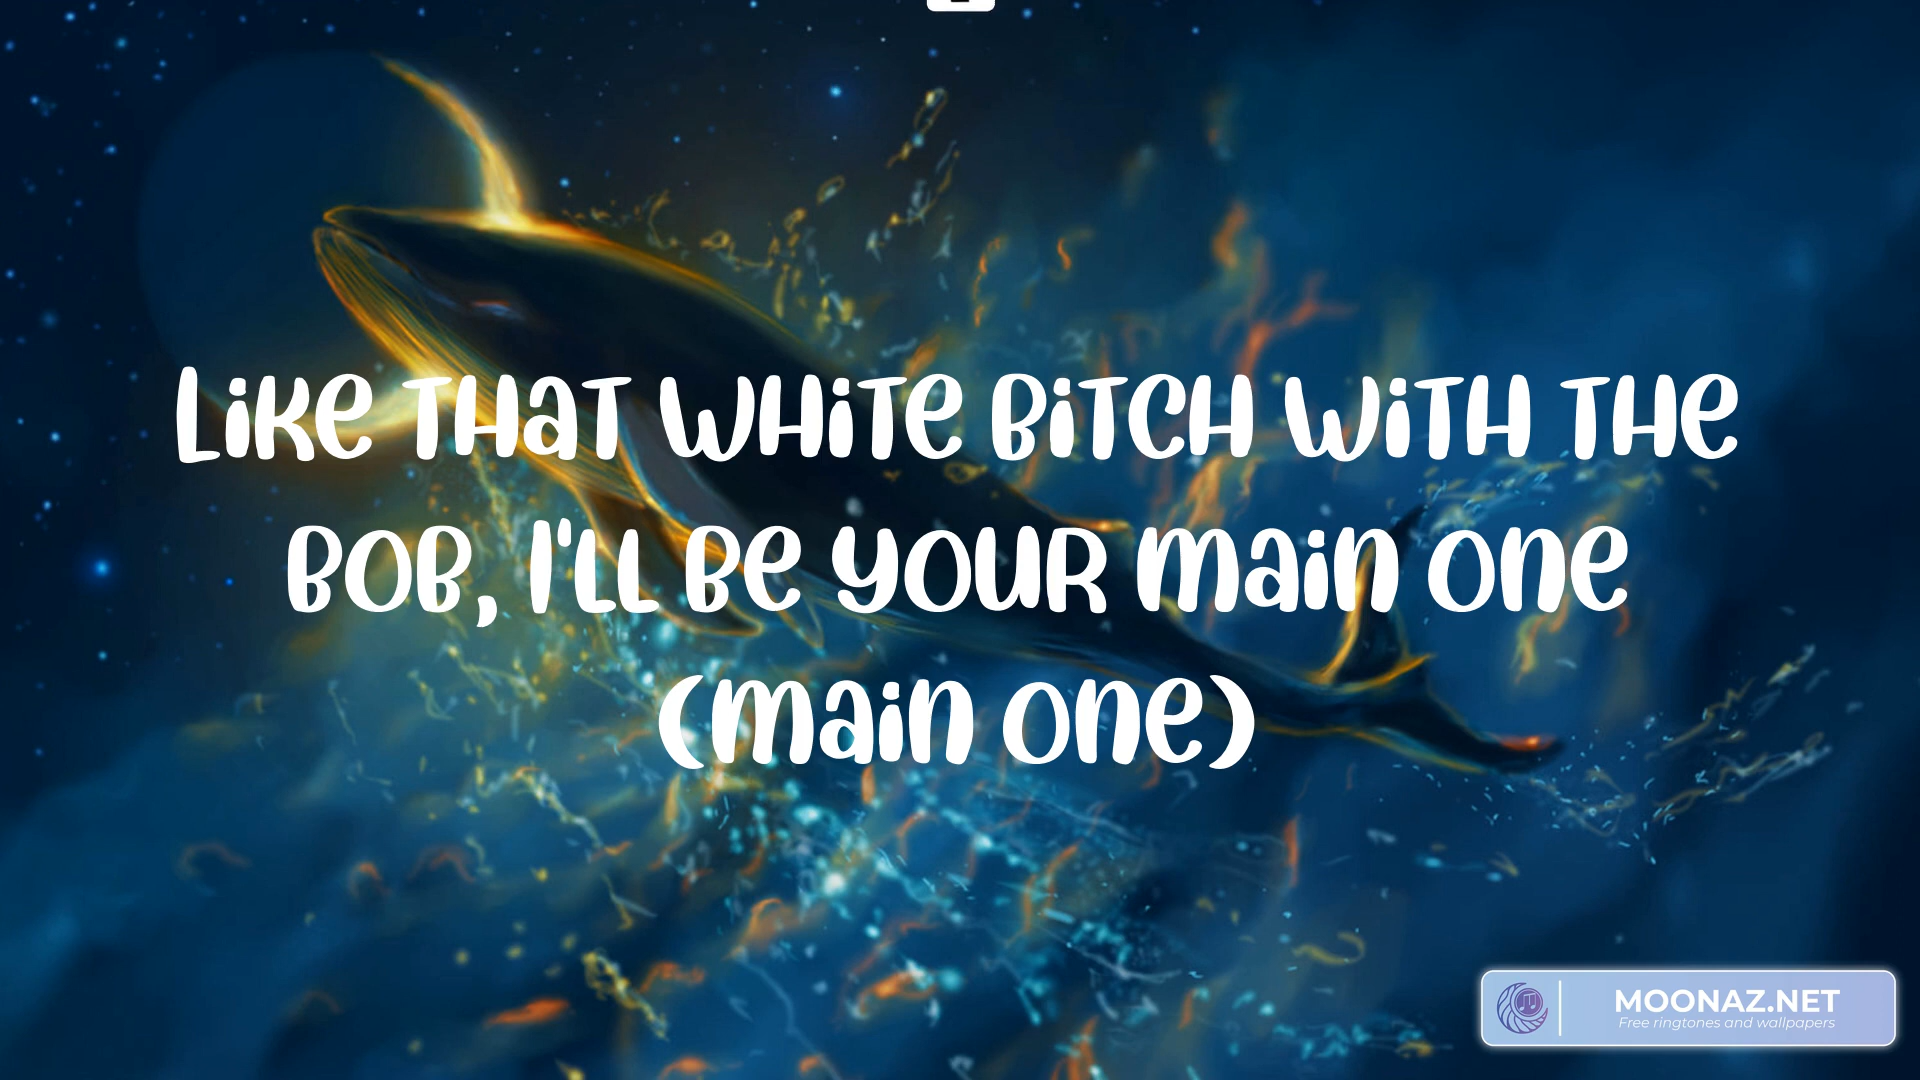 Like that white bitch with the
bob, I'll be your main one
(main one)
MOONAZ.NET
Free ringtones and wallpapers